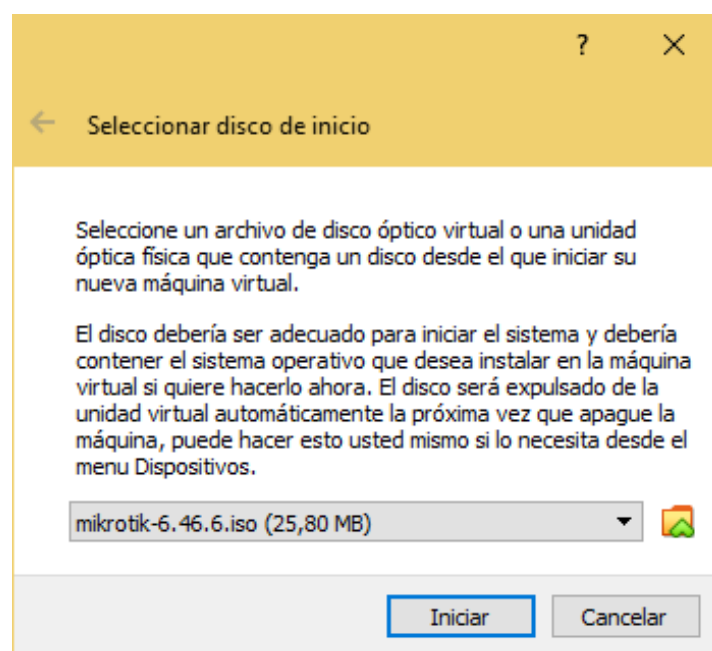 ?
Seleccionar disco de inicio
Seleccione un archivo de disco óptico virtual o una unidad
óptica física que contenga un disco desde el que iniciar su
nueva máquina virtual.
El disco debería ser adecuado para iniciar el sistema y debería
contener el sistema operativo que desea instalar en la máquina
virtual si quiere hacerlo ahora. El disco será expulsado de la
unidad virtual automáticamente la próxima vez que apague la
máquina, puede hacer esto usted mismo si lo necesita desde el
menu Dispositivos.
mikrotik-6.46.6.iso (25,80 MB)
Iniciar Cancelar